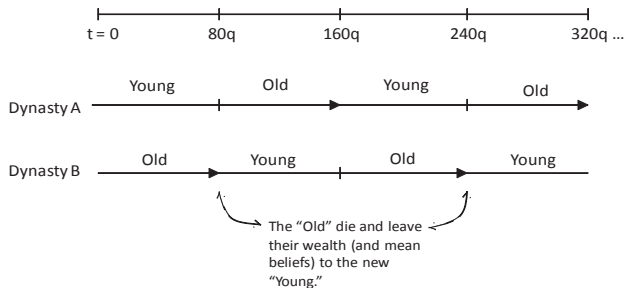 t = 0 80q 160q 240q 320q ...
Young Old Young Old
Dynasty A
Old Young Old Young
Dynasty B
The “Old” die and leave
their wealth (and mean
beliefs) to the new
“Young.”